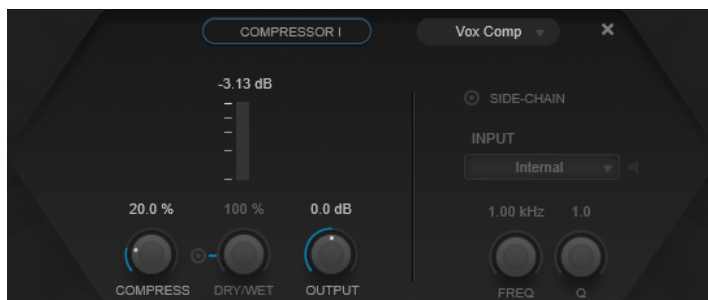 COMPRESSOR I
Vox Comp
×
-3.13 dB
SIDE-CHAIN
INPUT
Internal
20.0 % 100 % 0.0 dB
1.00 kHz 1.0
COMPRESS DRY/WET OUTPUT
FREQ Q